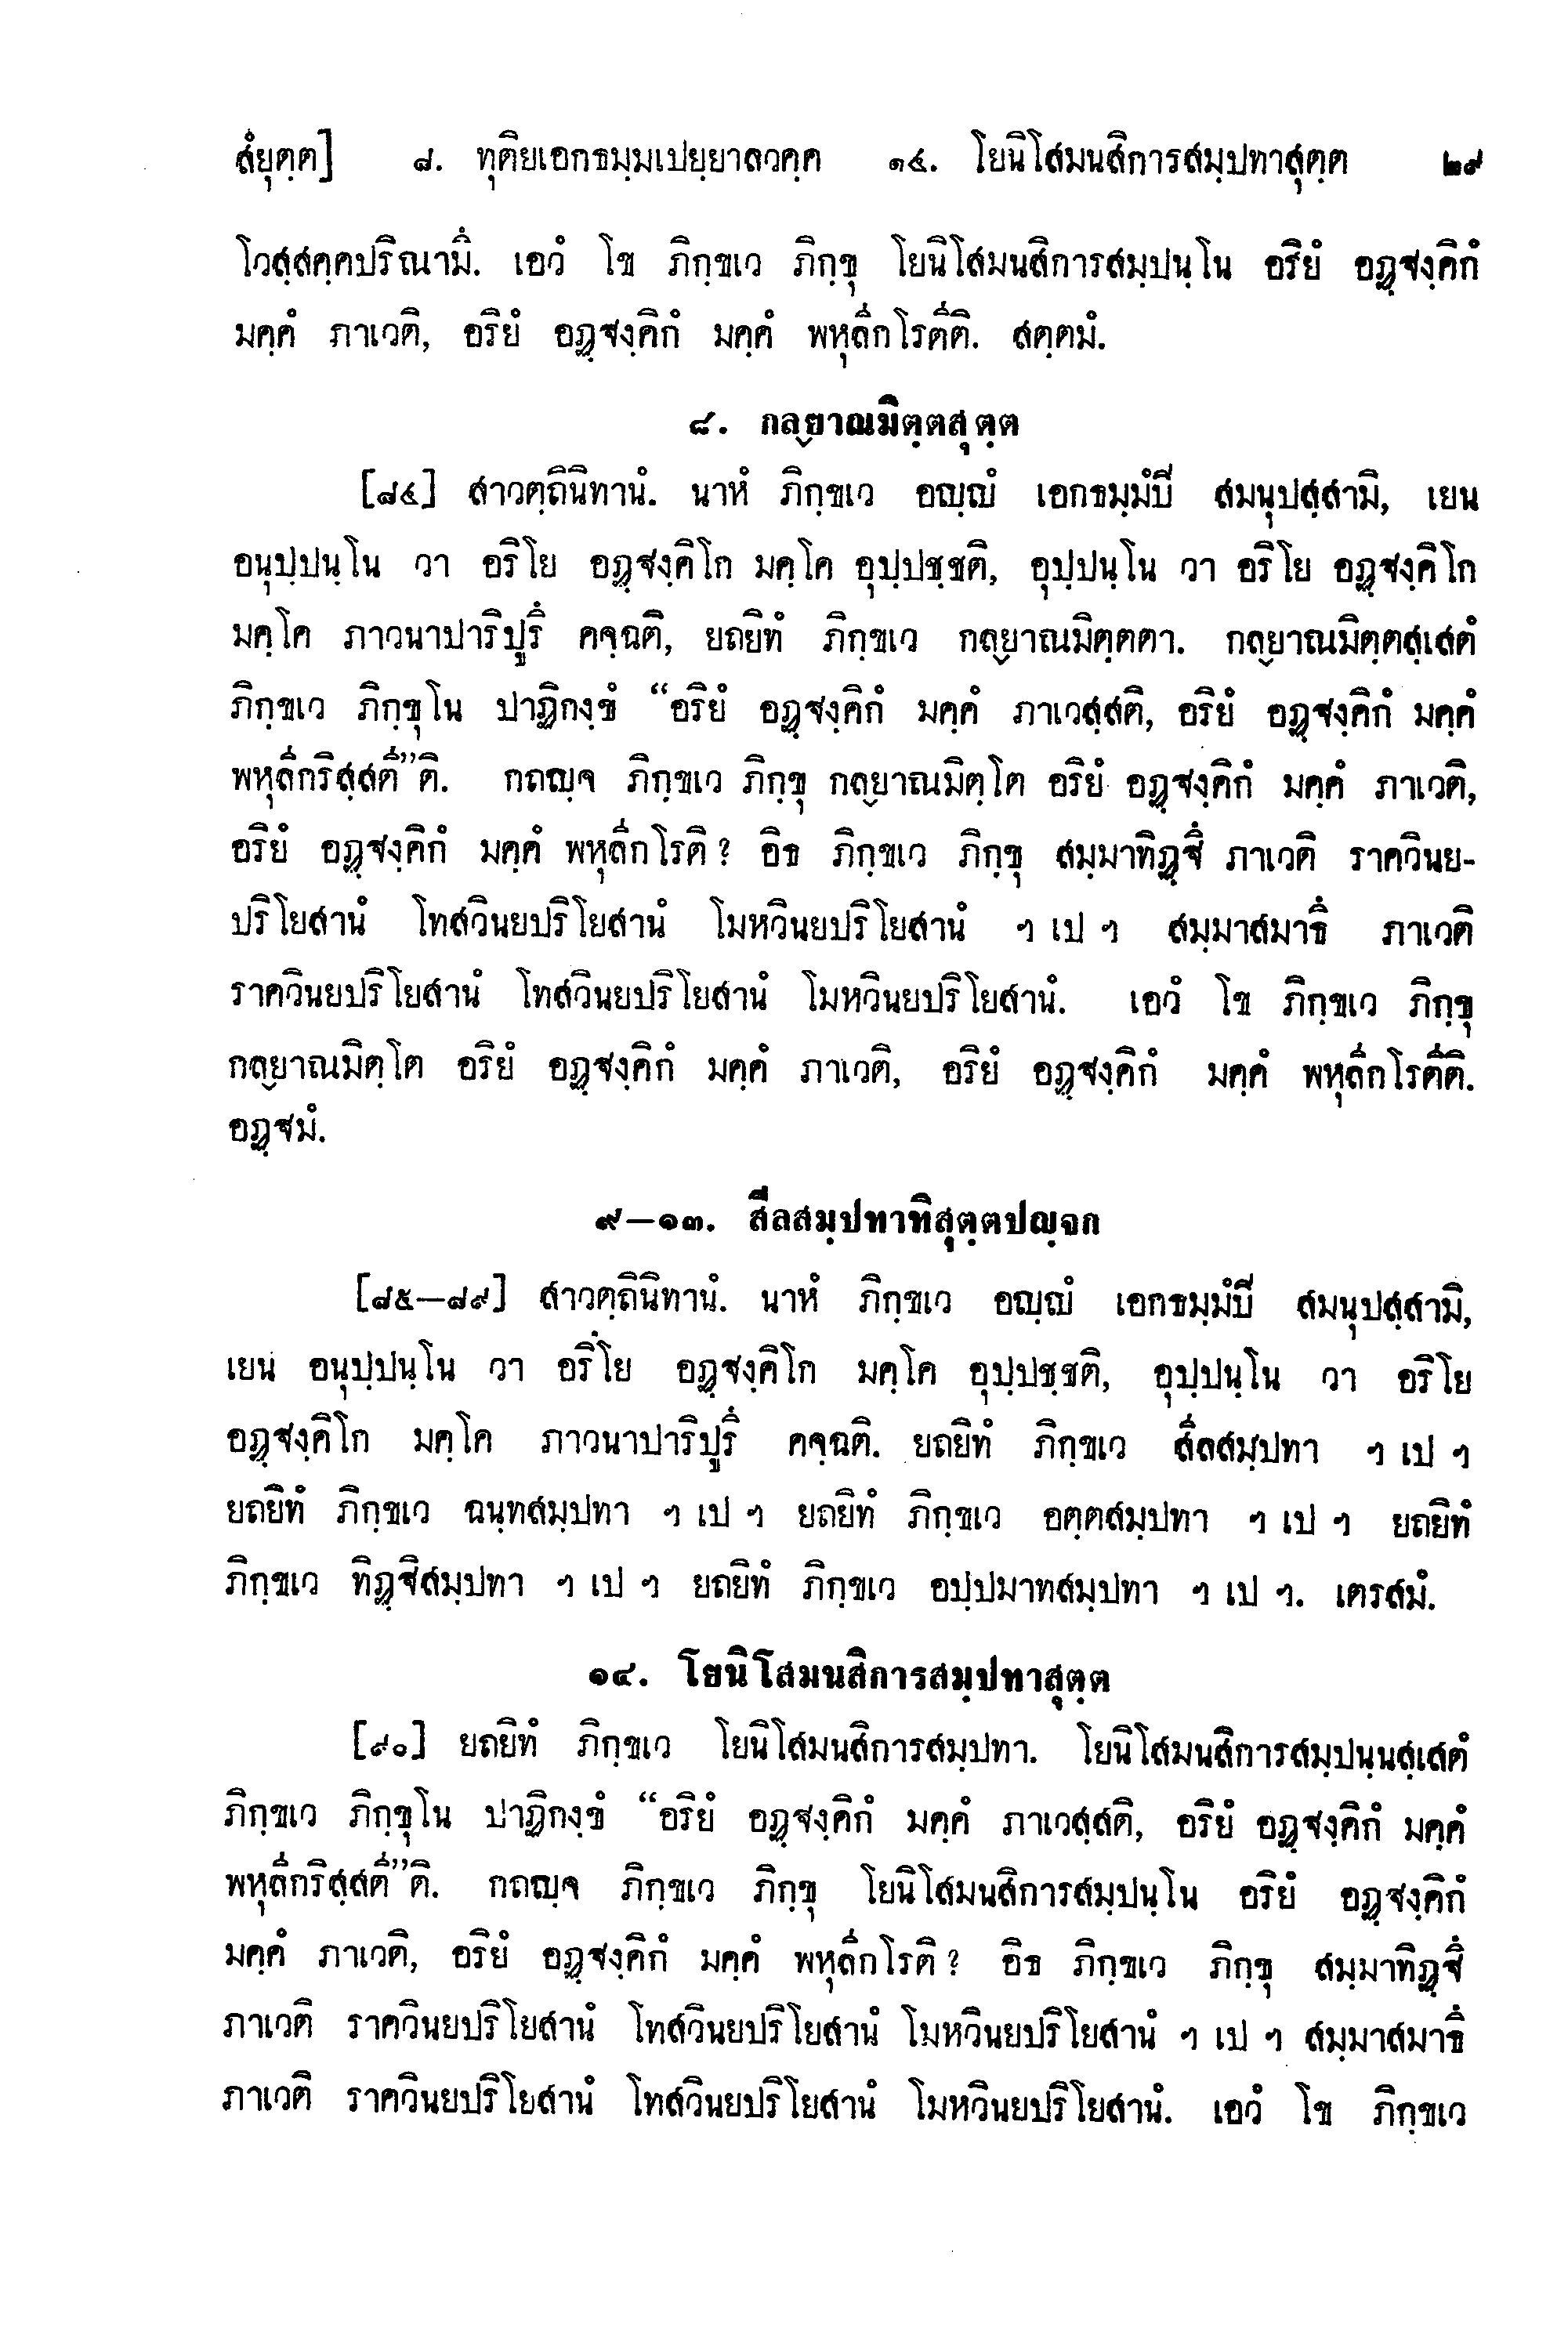 สํยุตฺต] ๘. ทุติยเอกธมฺมเปยฺยาลวคฺค ๑๔. โยนิโสมนสิการสมฺปทาสุตฺต ๒๙
โวสฺสคฺคปริณามึ. เอวํ โข ภิกฺขเว ภิกฺขุ โยนิโสมนสิการสมฺปนฺโน อริยํ อฏฺฐงฺคิกํ
มคฺคํ ภาเวติ, อริยํ อฏฺฐงฺคิกํ มคฺคํ พหุลึกโรตีติ. สตฺตมํ.
๘. กลฺยาณมิตฺตสุตฺต
[๘๔] สาวตฺถินิทานํ. นาหํ ภิกฺขเว อญฺญํ เอกธมฺมํปิ สมนุปสฺสามิ, เยน
อนุปฺปนฺโน วา อริโย อฏฺฐงฺคิโก มคฺโค อุปฺปชฺชติ, อุปฺปนฺโน วา อริโย อฏฺฐงฺคิโก
มคฺโค ภาวนาปาริปูรึ คจฺฉติ, ยถยิทํ ภิกฺขเว กลฺยาณมิตฺตตา. กลฺยาณมิตฺตสฺเสตํ
ภิกฺขเว ภิกฺขุโน ปาฏิกงฺขํ “อริยํ อฏฺฐงฺคิกํ มคฺคํ ภาเวสฺสติ, อริยํ อฏฺฐงฺคิกํ มคฺคํ
พหุลึกริสฺสตี”ติ. กถญฺจ ภิกฺขเว ภิกฺขุ กลฺยาณมิตฺโต อริยํ อฏฺฐงฺคิกํ มคฺคํ ภาเวติ,
อริยํ อฏฺฐงฺคิกํ มคฺคํ พหุลึกโรติ? อิธ ภิกฺขเว ภิกฺขุ สมฺมาทิฏฺฐึ ภาเวติ ราควินย-
ปริโยสานํ โทสวินยปริโยสานํ โมหวินยปริโยสานํ ฯ เป ฯ สมฺมาสมาธึ ภาเวติ
ราควินยปริโยสานํ โทสวินยปริโยสานํ โมหวินยปริโยสานํ. เอวํ โข ภิกฺขเว ภิกฺขุ
กลฺยาณมิตฺโต อริยํ อฏฺฐงฺคิกํ มคฺคํ ภาเวติ, อริยํ อฏฺฐงฺคิกํ มคฺคํ พหุลึกโรตีติ.
อฏฺฐมํ.
๙–๑๓. สีลสมฺปทาทิสุตฺตปญฺจก
[๘๕–๘๙] สาวตฺถินิทานํ. นาหํ ภิกฺขเว อญฺญํ เอกธมฺมํปิ สมนุปสฺสามิ,
เยน อนุปฺปนฺโน วา อริโย อฏฺฐงฺคิโก มคฺโค อุปฺปชฺชติ, อุปฺปนฺโน วา อริโย
อฏฺฐงฺคิโก มคฺโค ภาวนาปาริปูรึ คจฺฉติ. ยถยิทํ ภิกฺขเว สีลสมฺปทา ฯ เป ฯ
ยถยิทํ ภิกฺขเว ฉนฺทสมฺปทา ฯ เป ฯ ยถยิทํ ภิกฺขเว อตฺตสมฺปทา ฯ เป ฯ ยถยิทํ
ภิกฺขเว ทิฏฺฐิสมฺปทา ฯ เป ฯ ยถยิทํ ภิกฺขเว อปฺปมาทสมฺปทา ฯ เป ฯ. เตรสมํ.
๑๔. โยนิโสมนสิการสมฺปทาสุตฺต
[๙๐] ยถยิทํ ภิกฺขเว โยนิโสมนสิการสมฺปทา. โยนิโสมนสิการสมฺปนฺนสฺเสตํ
ภิกฺขเว ภิกฺขุโน ปาฏิกงฺขํ “อริยํ อฏฺฐงฺคิกํ มคฺคํ ภาเวสฺสติ, อริยํ อฏฺฐงฺคิกํ มคฺคํ
พหุลึกริสฺสตี”ติ. กถญฺจ ภิกฺขเว ภิกฺขุ โยนิโสมนสิการสมฺปนฺโน อริยํ อฏฺฐงฺคิกํ
มคฺคํ ภาเวติ, อริยํ อฏฺฐงฺคิกํ มคฺคํ พหุลึกโรติ? อิธ ภิกฺขเว ภิกฺขุ สมฺมาทิฏฺฐึ
ภาเวติ ราควินยปริโยสานํ โทสวินยปริโยสานํ โมหวินยปริโยสานํ ฯ เป ฯ สมฺมาสมาธึ
ภาเวติ ราควินยปริโยสานํ โทสวินยปริโยสานํ โมหวินยปริโยสานํ. เอวํ โข ภิกฺขเว